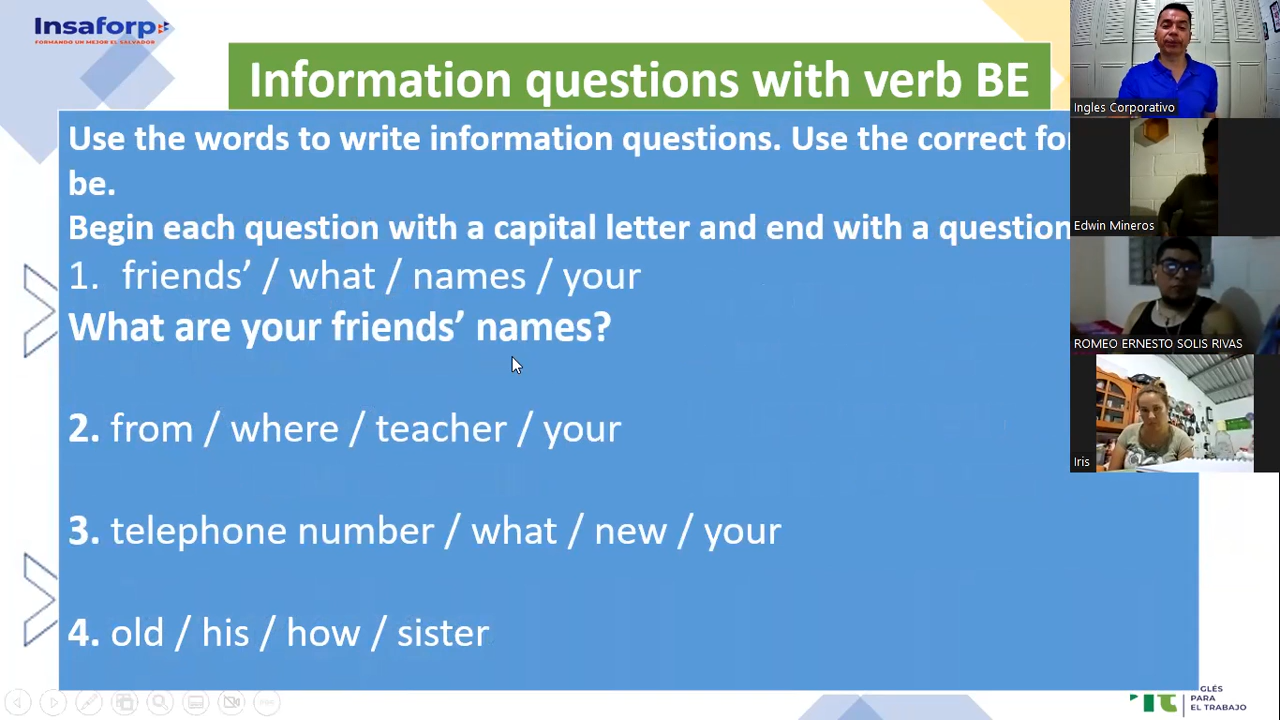 Insaforp
FORMANDO UN MEJOR EL SALVADOR
Information questions with verb BE
Use the words to write information questions. Use the correct for
be.
Begin each question with a capital letter and end with a question
1. friends’ / what / names / your
What are your friends’ names?
2. from / where / teacher / your
3. telephone number / what / new / your
4. old / his / how / sister
Ingles Corporativo
Edwin Mineros
ROMEO ERNESTO SOLIS RIVAS
Iris
GLÉS
PARA
EL TRABAJO